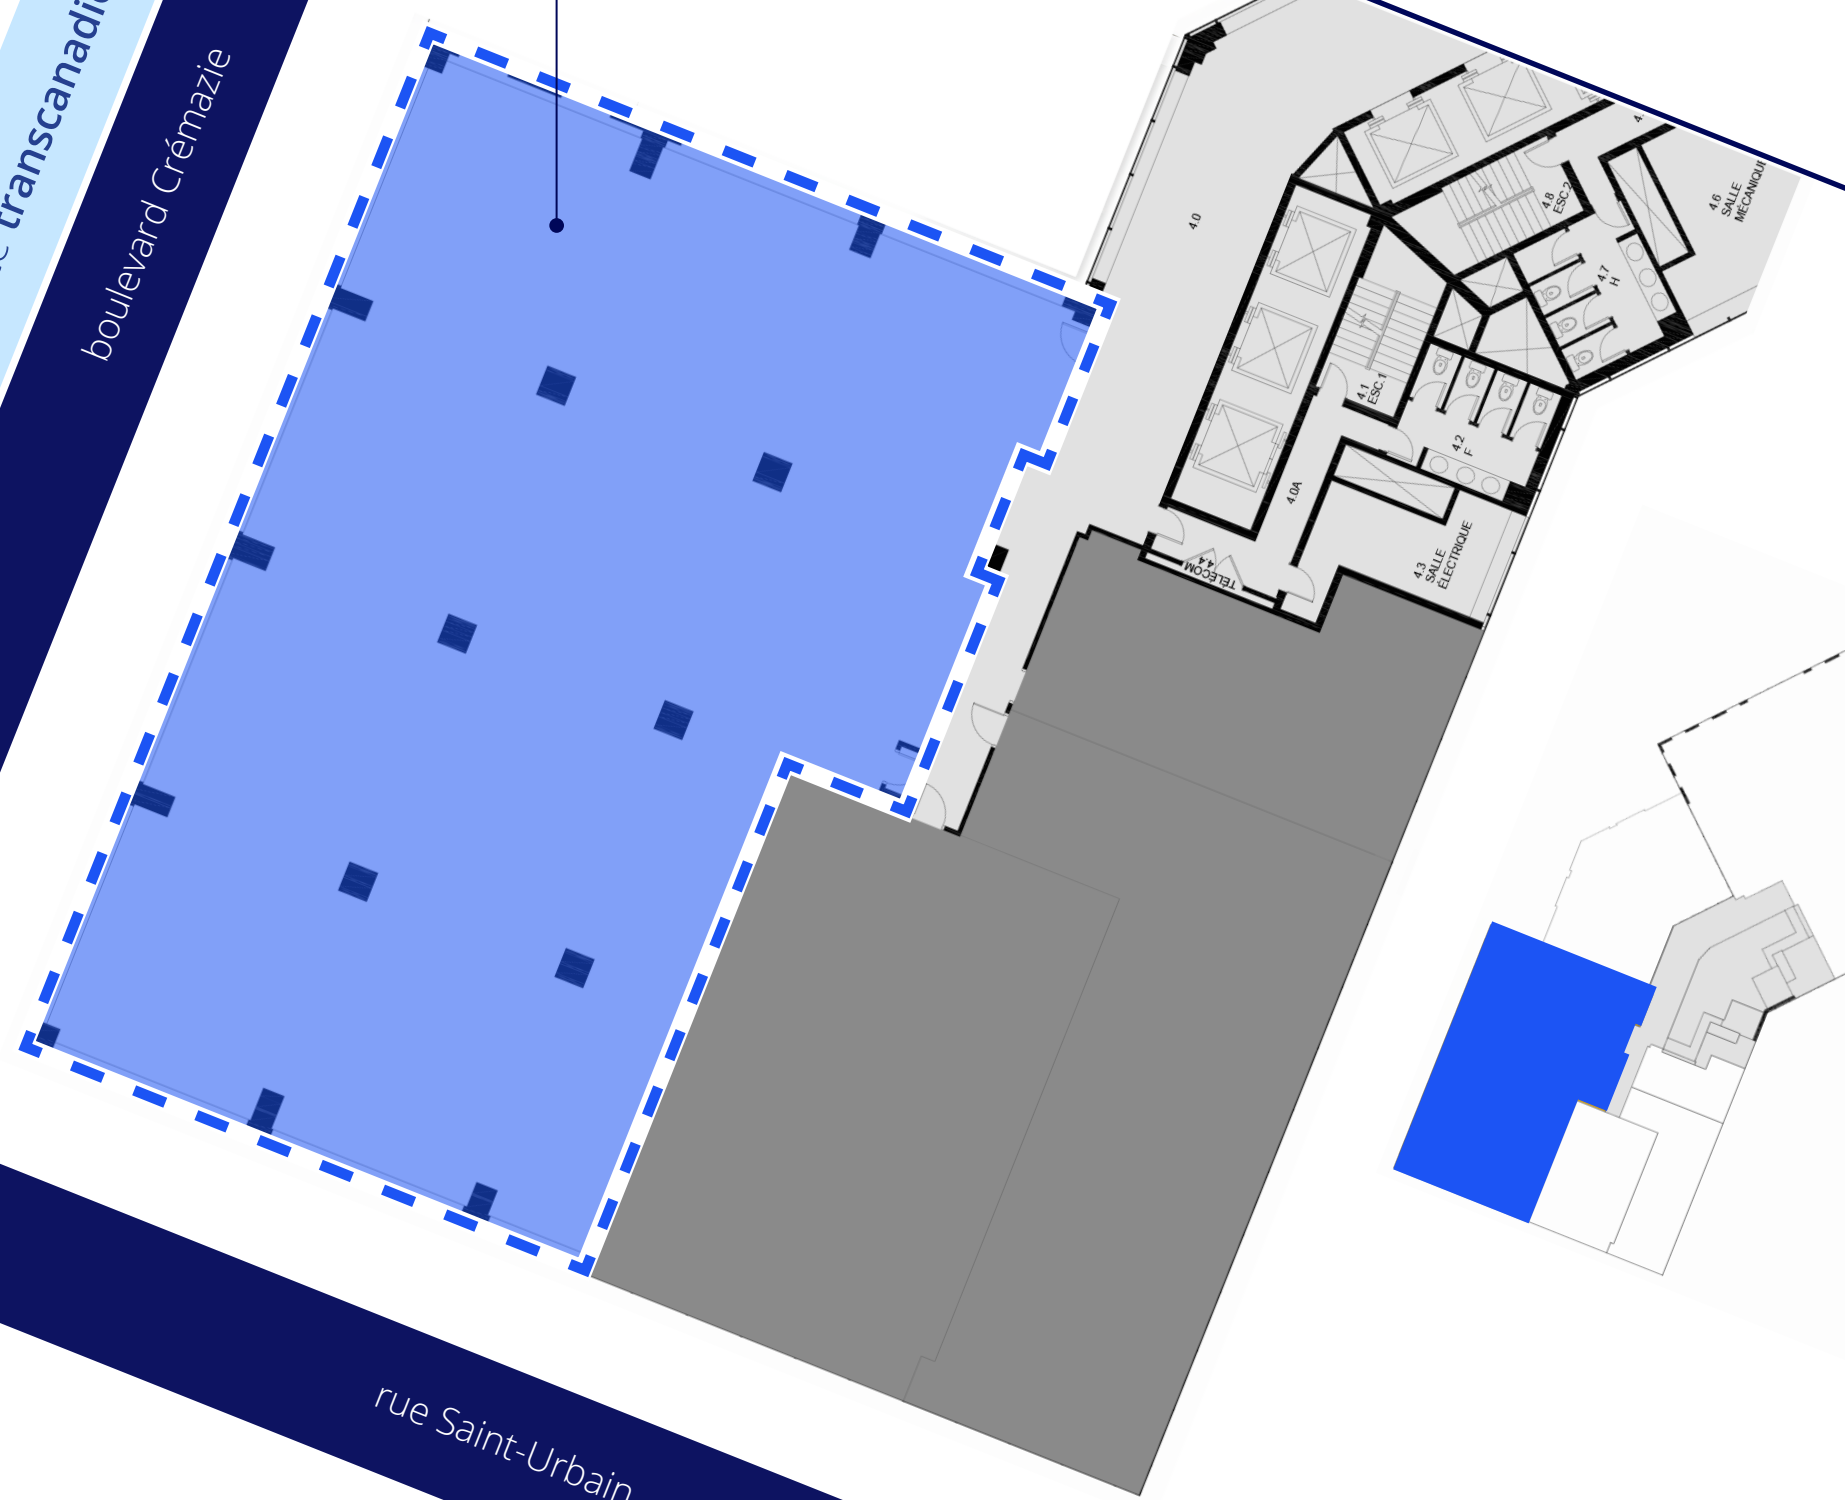 transcanadi
boulevard Crémazie
rue Saint-Urbain
4.0
4.6
SALLE
MÉCANIQUE
4.8
ESC.2
4.7
H
4.1
ESC.1
4.2
F
4.0A
4.4
TÉLÉCOM
4.3
SALLE
ÉLECTRIQUE